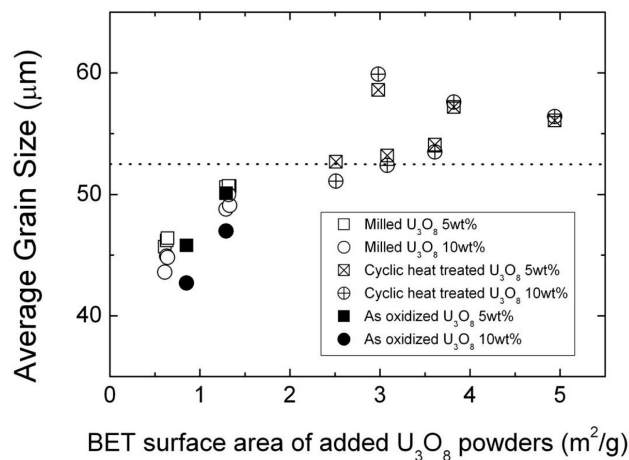 Average Grain Size (μm)
60
50
40
Milled U₃O₈ 5wt%
Milled U₃O₈ 10wt%
Cyclic heat treated U₃O₈ 5wt%
Cyclic heat treated U₃O₈ 10wt%
As oxidized U₃O₈ 5wt%
As oxidized U₃O₈ 10wt%
0 1 2 3 4 5
BET surface area of added U₃O₈ powders (m²/g)